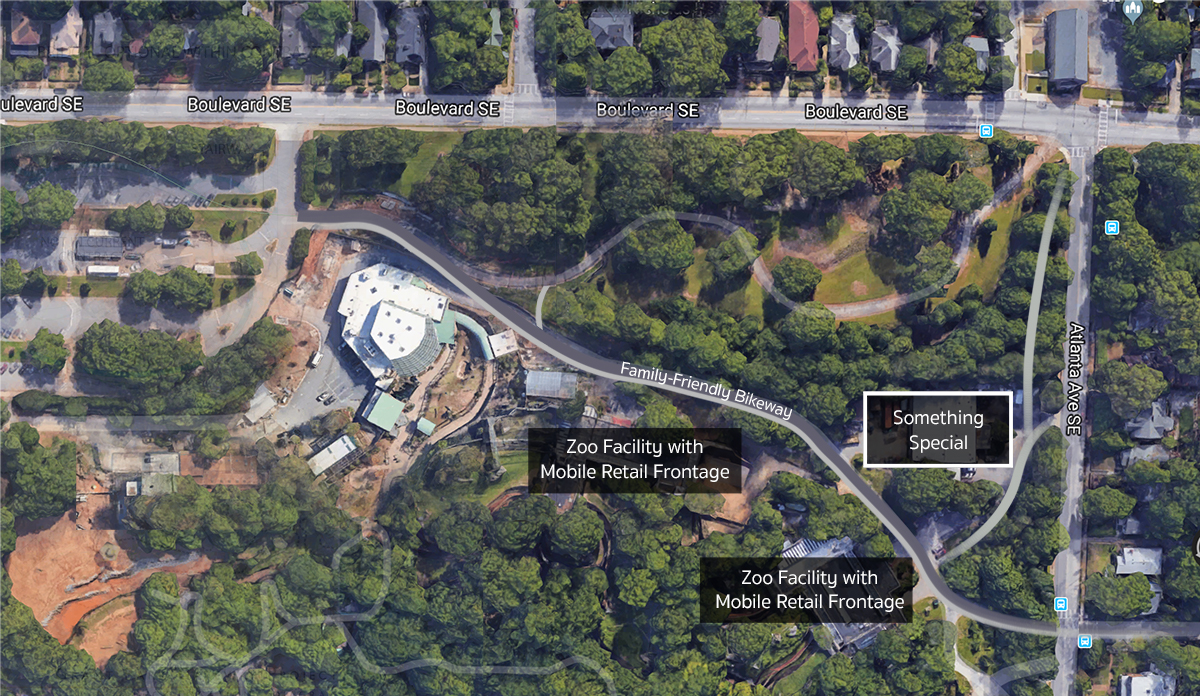 ulevard SE
Boulevard SE
Boulevard SE
Boulevard SE
Boulevard SE
Atlanta Ave SE
Family-Friendly Bikeway
Something
Special
Zoo Facility with
Mobile Retail Frontage
Zoo Facility with
Mobile Retail Frontage